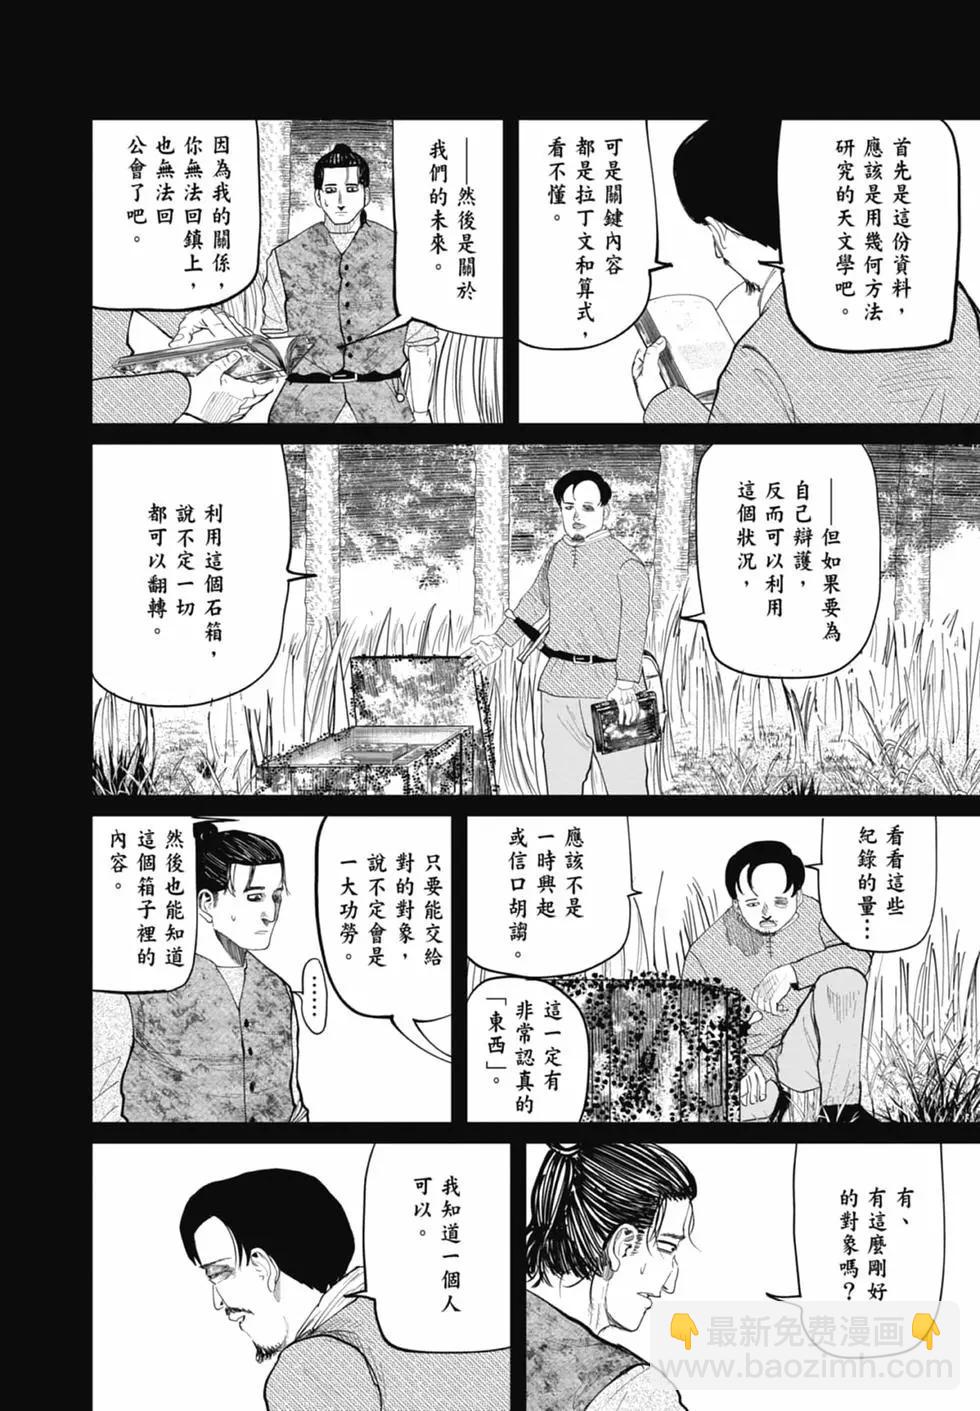 首先是這份資料，
應該是用幾何方法
研究的天文學吧。
可是關鍵內容
都是拉丁文和算式，
看不懂。
——然後是關於
我們的未來。
因為我的關係，
你無法回鎮上，
也無法回
公會了吧。
——但如果要為
自己辯護，
反而可以利用
這個狀況，
利用這個石箱，
說不定一切
都可以翻轉。
看看這些
紀錄的量⋯
應該不是
一時興起
或信口胡謅。
這一定有
非常認真的
「東西」。
只要能交給
對的對象，
說不定會是
一大功勞。
然後也能知道
這個箱子裡的
內容。
⋯⋯
有、
有這麼剛好
的對象嗎？
我知道一個人
可以。
👇最新免费漫画👇
www.baozimh.com